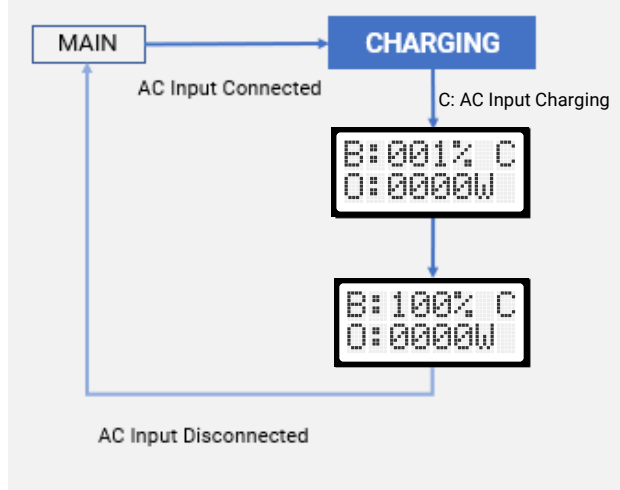 MAIN
CHARGING
AC Input Connected
C: AC Input Charging
B:001% C
O:0000W
B:100% C
O:0000W
AC Input Disconnected